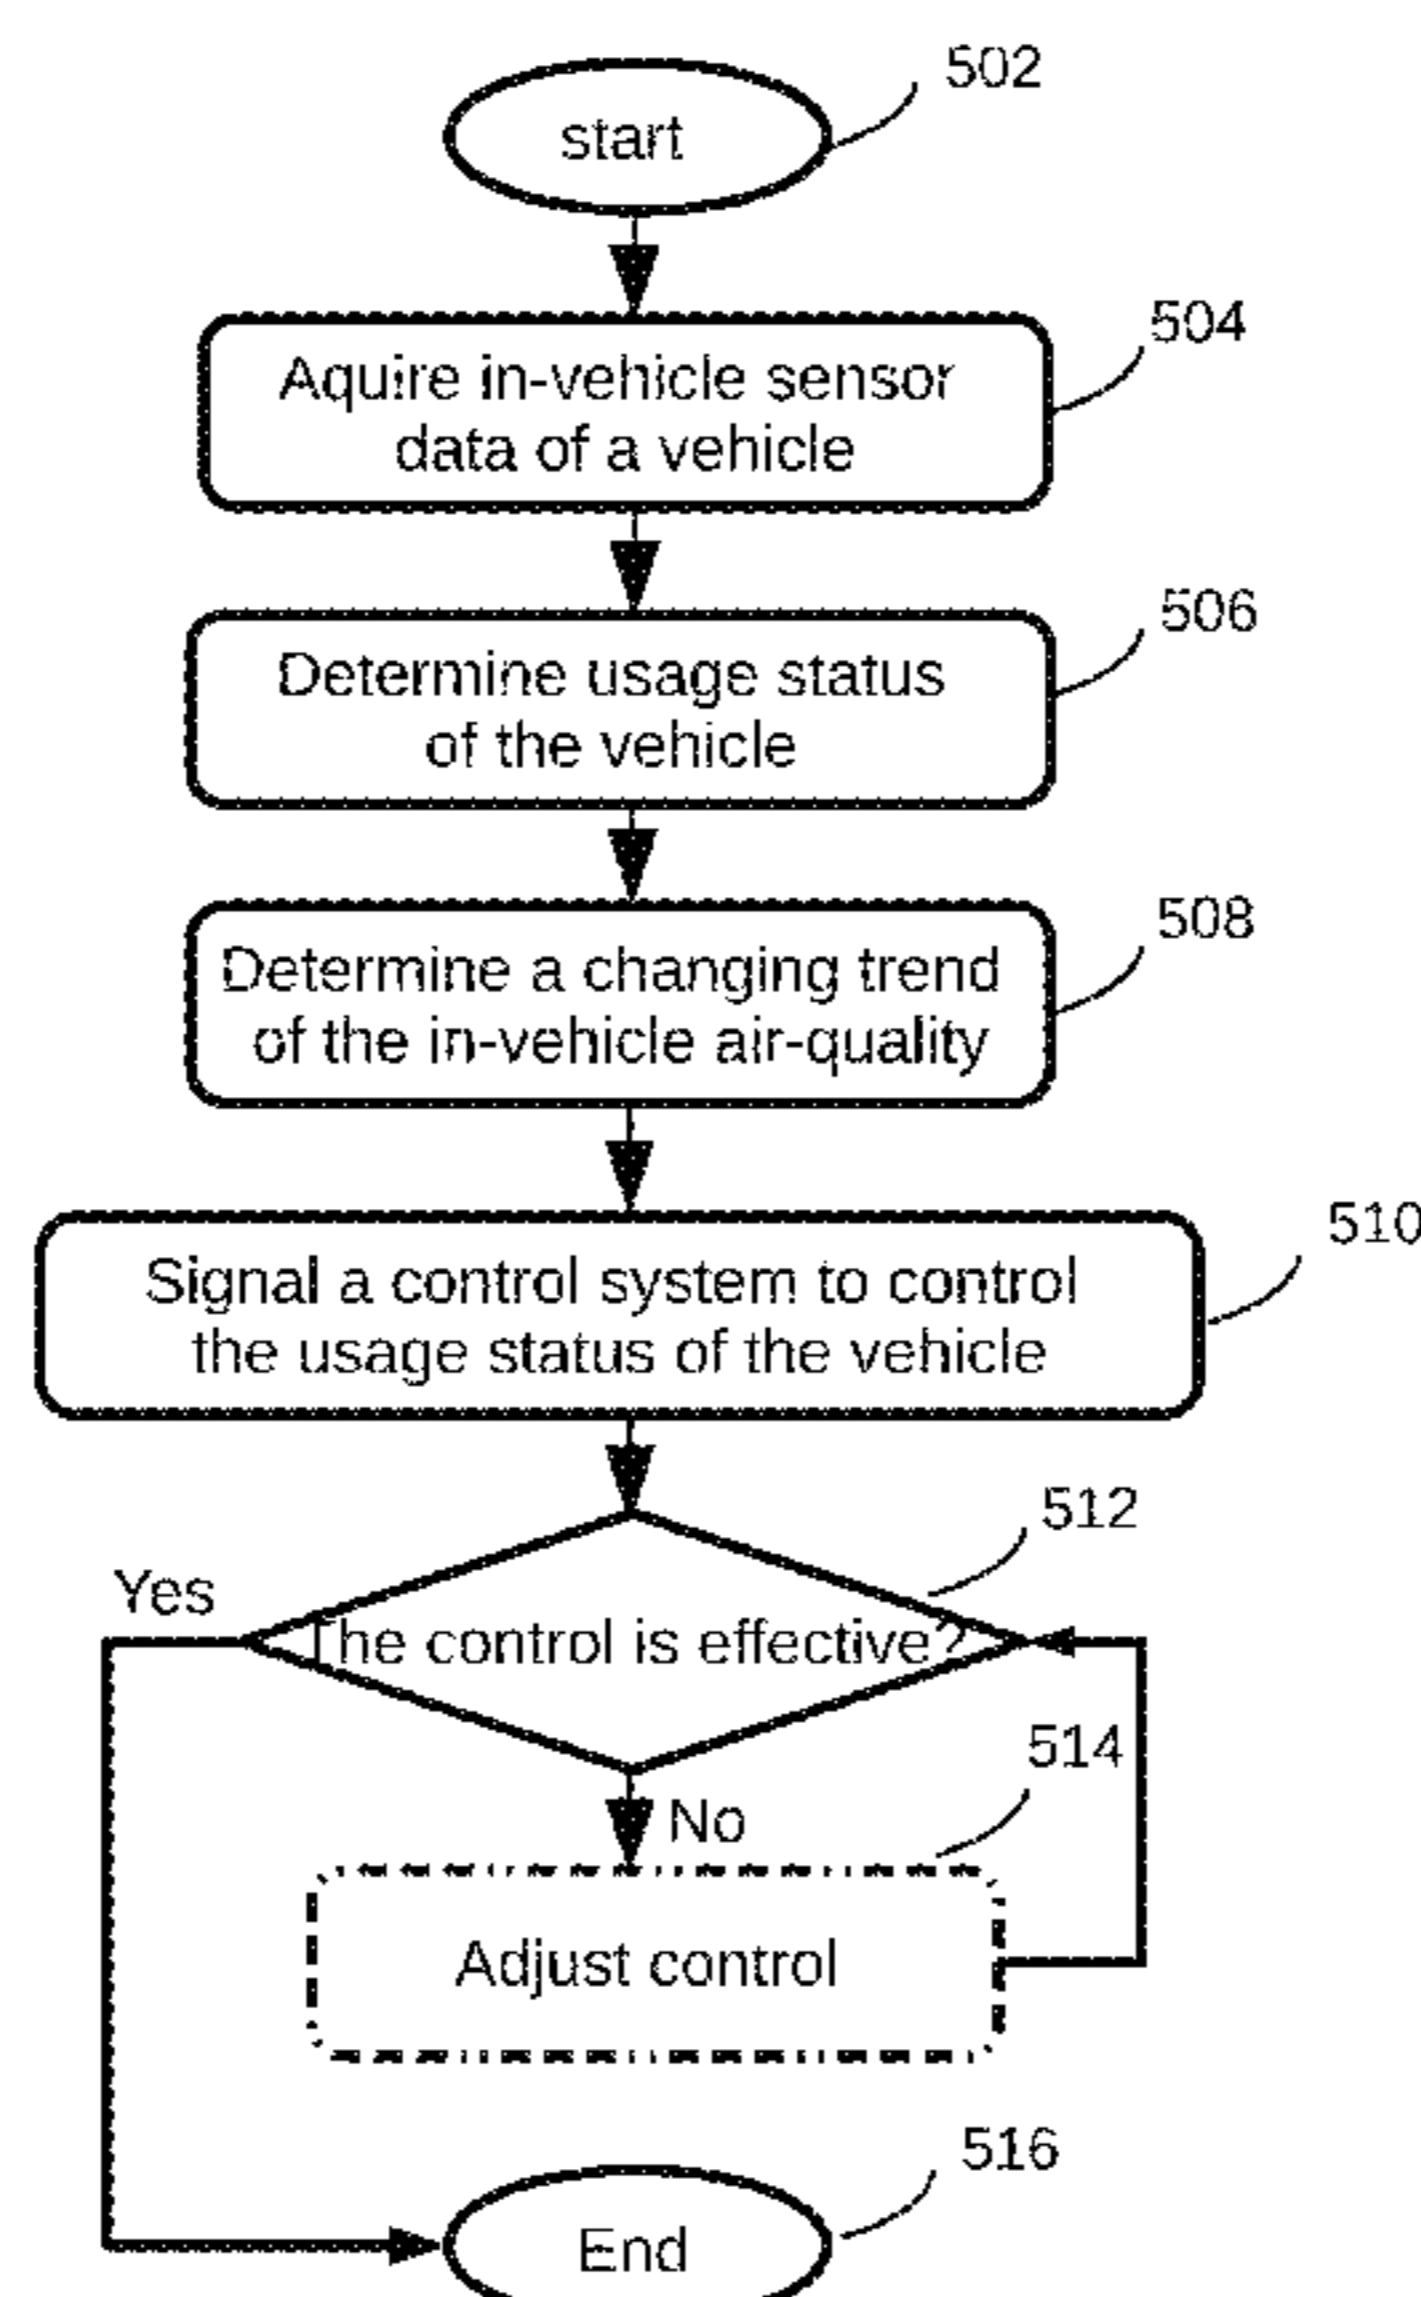 502
start
504
Aquire in-vehicle sensor
data of a vehicle
506
Determine usage status
of the vehicle
508
Determine a changing trend
of the in-vehicle air-quality
510
Signal a control system to control
the usage status of the vehicle
512
Yes
The control is effective?
514
No
Adjust control
516
End